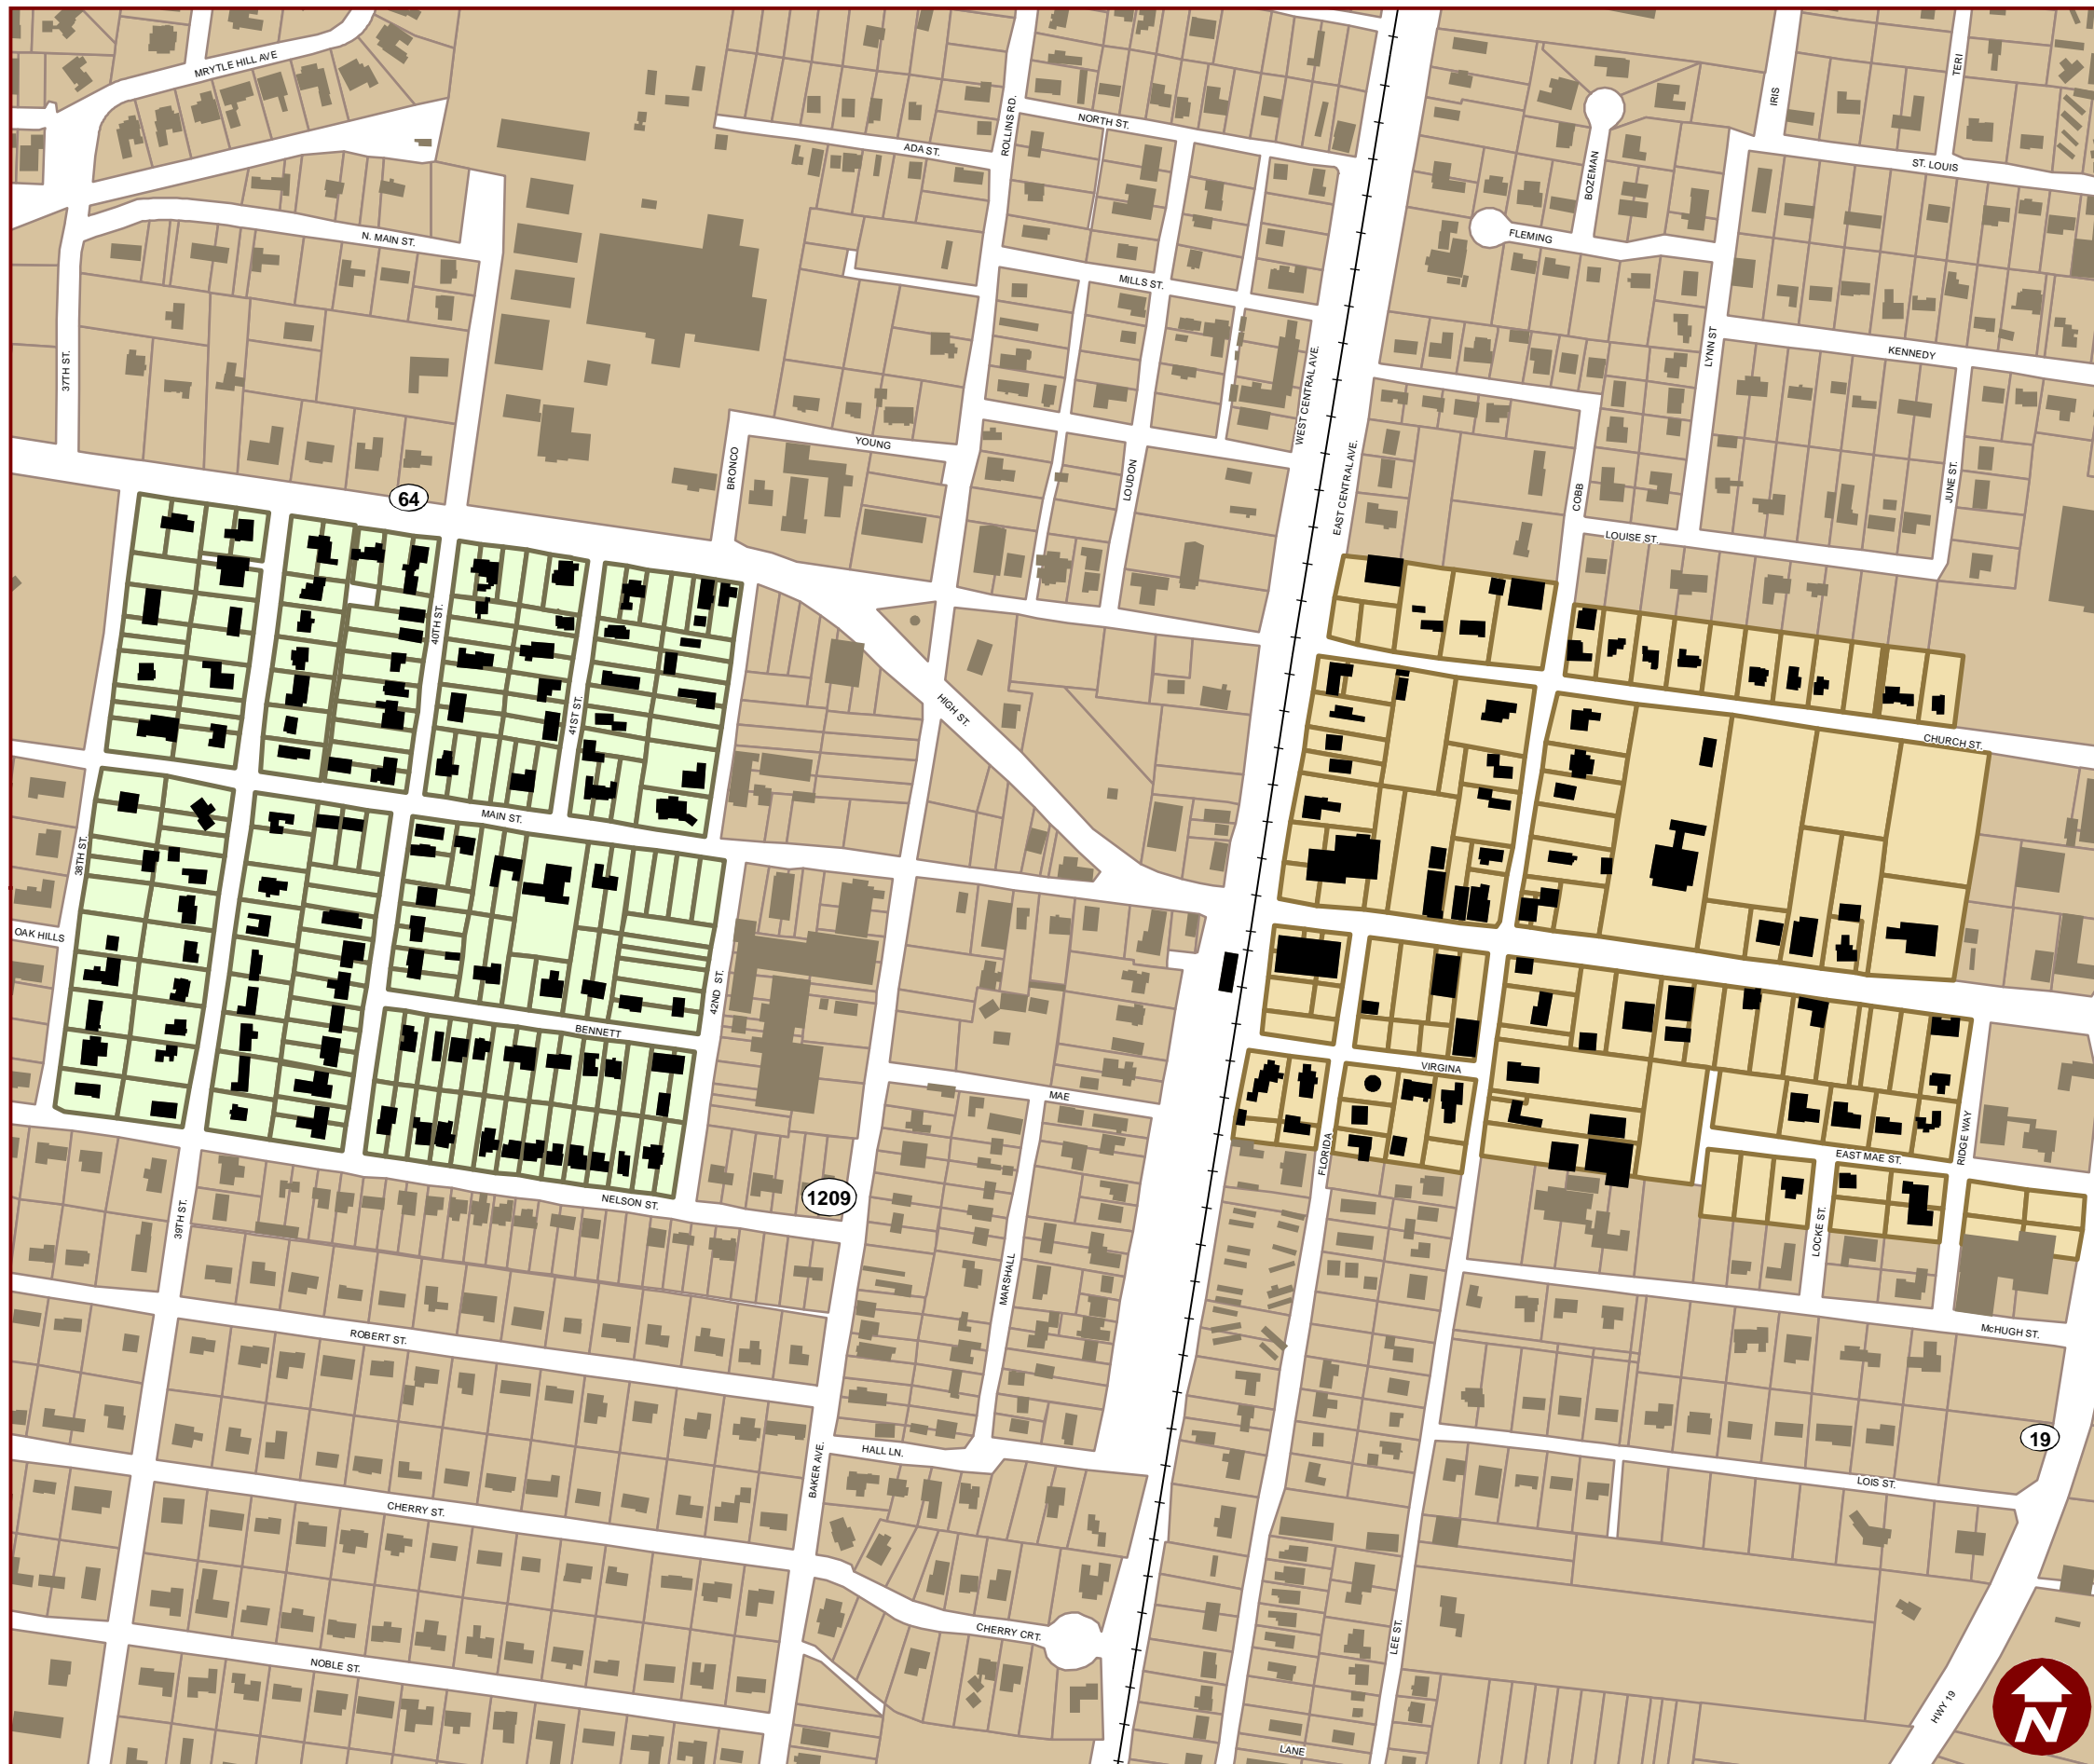 MRYTLE HILL AVE
TERI
IRIS
ROLLINS RD.
NORTH ST.
ADA ST.
ST. LOUIS
BOZEMAN
N. MAIN ST.
FLEMING
MILLS ST.
37TH ST.
WEST CENTRAL AVE.
LYNN ST
KENNEDY
YOUNG
BRONCO
LOUDON
EAST CENTRAL AVE.
COBB
JUNE ST.
64
LOUISE ST.
40TH ST.
41ST ST.
HIGH ST.
CHURCH ST.
MAIN ST.
38TH ST.
OAK HILLS
42ND ST.
BENNETT
VIRGINA
MAE
FLORIDA
RIDGE WAY
EAST MAE ST.
1209
NELSON ST.
39TH ST.
LOCKE ST.
MARSHALL
McHUGH ST.
ROBERT ST.
19
HALL LN.
BAKER AVE.
LOIS ST.
CHERRY ST.
CHERRY CRT.
LEE ST.
NOBLE ST.
HWY 19
N
LANE